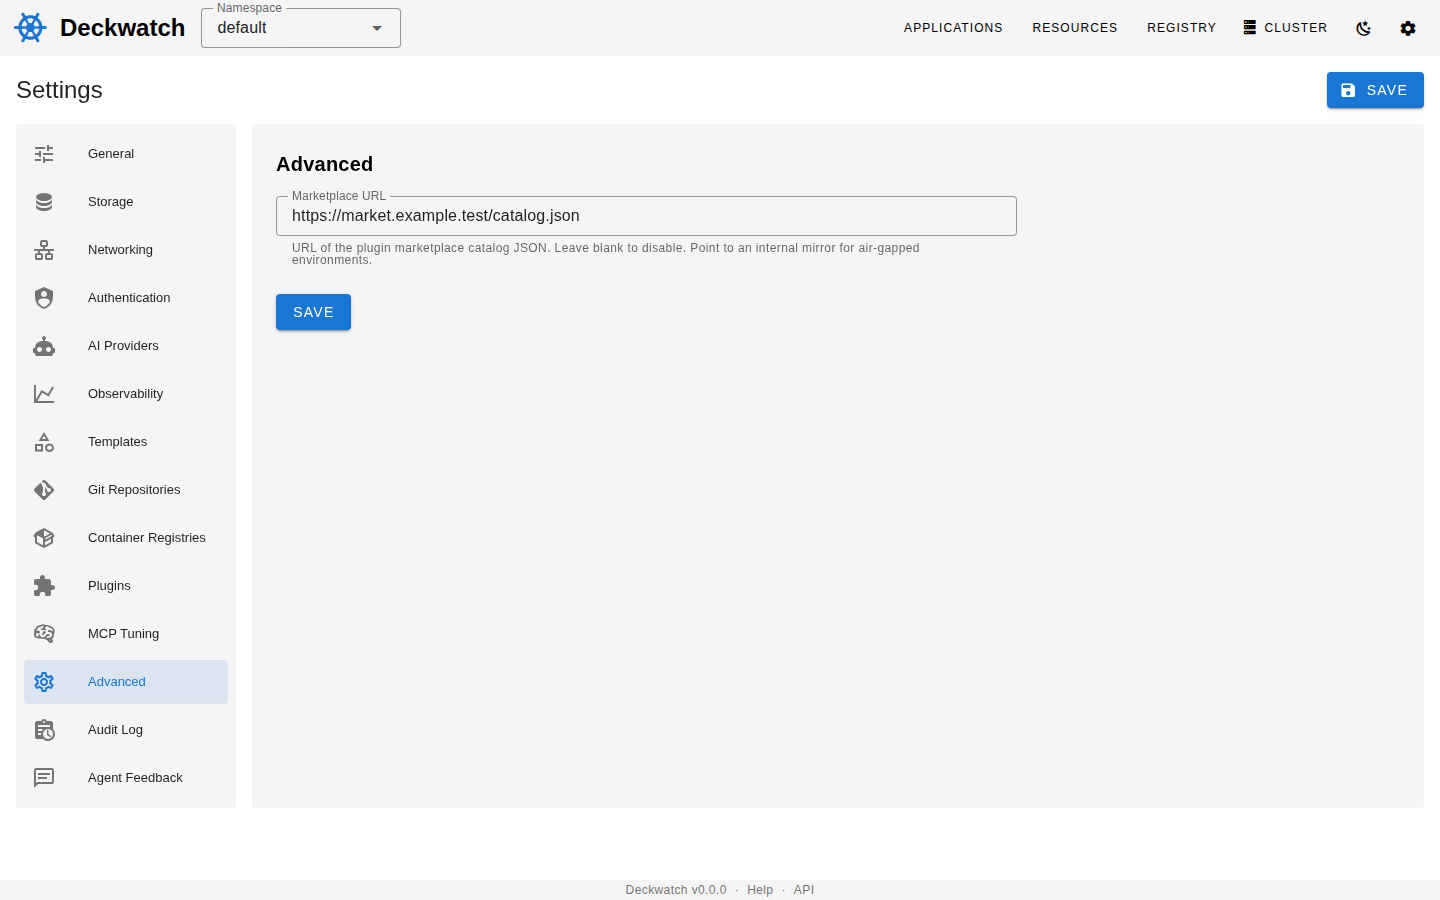 Deckwatch
Namespace
default
APPLICATIONS
RESOURCES
REGISTRY
CLUSTER
Settings
SAVE
General
Storage
Networking
Authentication
AI Providers
Observability
Templates
Git Repositories
Container Registries
Plugins
MCP Tuning
Advanced
Audit Log
Agent Feedback
Advanced
Marketplace URL
https://market.example.test/catalog.json
URL of the plugin marketplace catalog JSON. Leave blank to disable. Point to an internal mirror for air-gapped
environments.
SAVE
Deckwatch v0.0.0 · Help · API